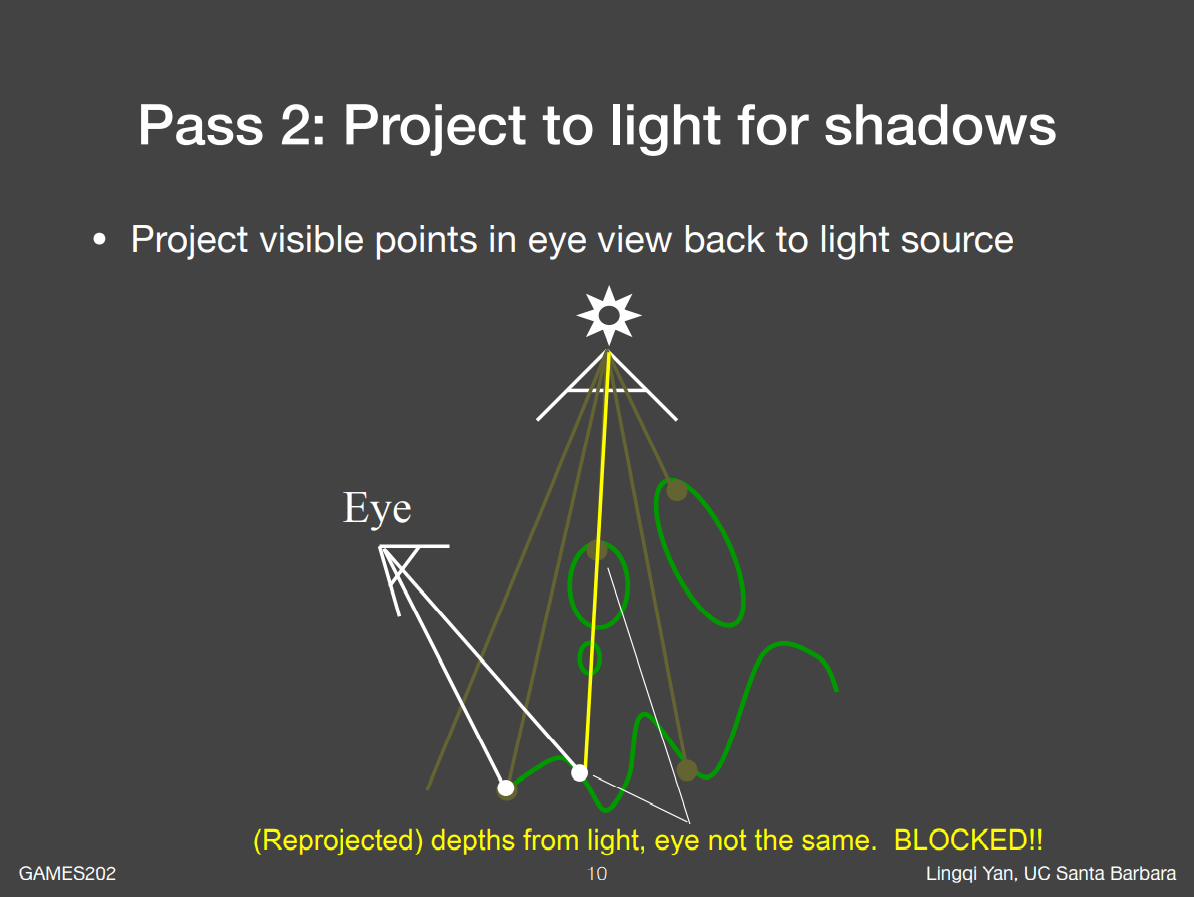 Pass 2: Project to light for shadows
• Project visible points in eye view back to light source
Eye
(Reprojected) depths from light, eye not the same. BLOCKED!!
GAMES202
10
Lingqi Yan, UC Santa Barbara